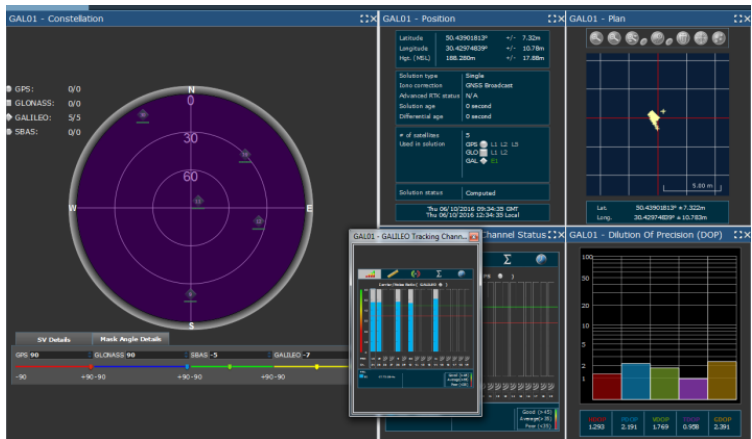 GAL01 - Constellation
GPS: 0/0
GLONASS: 0/0
GALILEO: 5/5
SBAS: 0/0
N
0
30
60
W
E
S
SV Details
Mask Angle Details
GPS 90
GLONASS 90
SBAS -5
GALILEO -7
-90
+90 -90
+90 -90
+90 -90
+90
GAL01 - Position
Latitude 50.43901813° +/- 7.32m
Longitude 30.42974839° +/- 10.78m
Hgt. (MSL) 188.280m +/- 17.88m
Solution type Single
Iono correction GNSS Broadcast
Advanced RTK status N/A
Solution age 0 second
Differential age 0 second
# of satellites 5
Used in solution GPS L1 L2 L5
GLO L1 L2
GAL E1
Solution status Computed
Thu 06/10/2016 09:34:35 GMT
Thu 06/10/2016 12:34:35 Local
GAL01 - Plan
5.00 m
Lat. 50.43901813° ±7.322m
Long. 30.42974839° ±10.783m
GAL01 - GALILEO Tracking Chann...
Carrier/Noise Ratio ( GALILEO )
Channel Status
Σ
Good (>45)
Average(>35)
Poor (<35)
GAL01 - Dilution Of Precision (DOP)
100
50
20
10
5
2
1
HDOP PDOP VDOP TDOP GDOP
1.293 2.191 1.769 0.958 2.391